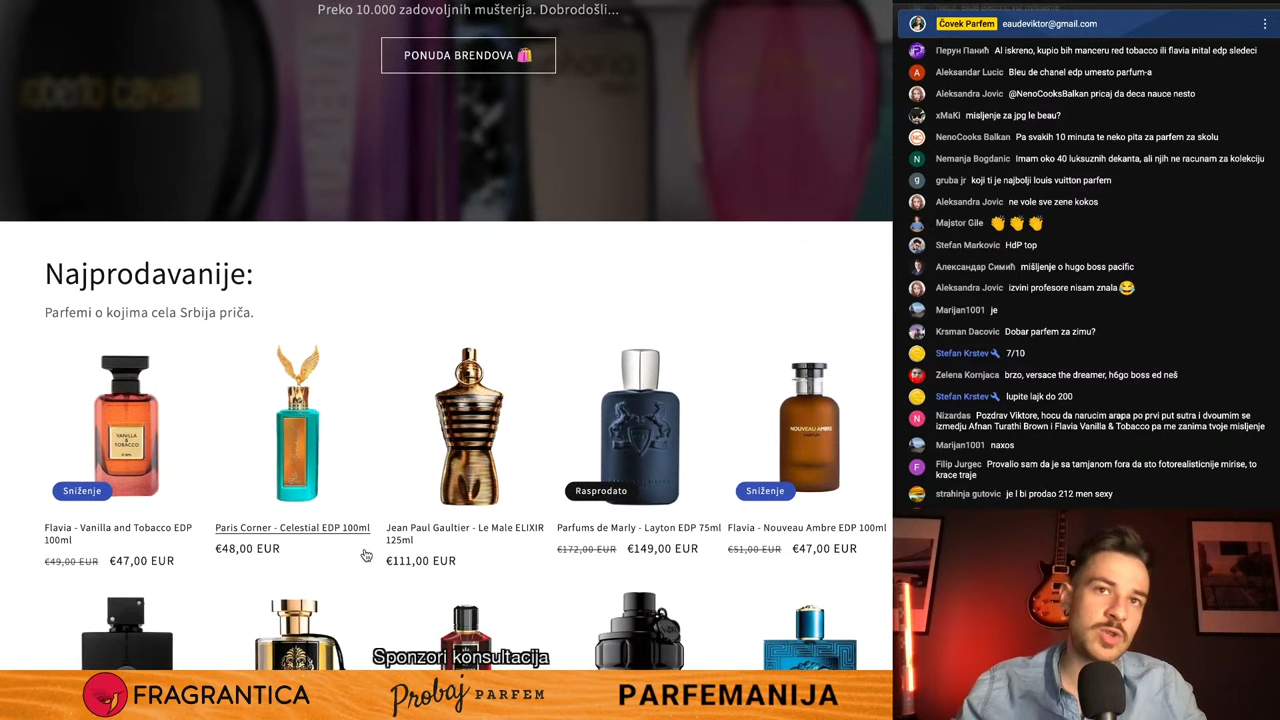 Preko 10.000 zadovoljnih mušterija. Dobrodošli...
PONUDA BRENDOVA 🛍️
Najprodavanije:
Parfemi o kojima cela Srbija priča.
VANILLA & TOBACCO
NOUVEAU AMBRE
Sniženje
Rasprodato
Sniženje
Flavia - Vanilla and Tobacco EDP 100ml
€49,00 EUR €47,00 EUR
Paris Corner - Celestial EDP 100ml
€48,00 EUR
Jean Paul Gaultier - Le Male ELIXIR 125ml
€111,00 EUR
Parfums de Marly - Layton EDP 75ml
€172,00 EUR €149,00 EUR
Flavia - Nouveau Ambre EDP 100ml
€51,00 EUR €47,00 EUR
Sponzori konsultacija
FRAGRANTICA
Probaj PARFEM
PARFEMANIJA
Čovek Parfem eaudeviktor@gmail.com
Перун Панић Al iskreno, kupio bih manceru red tobacco ili flavia inital edp sledeci
Aleksandar Lucic Bleu de chanel edp umesto parfum-a
Aleksandra Jovic @NenoCooksBalkan pricaj da deca nauce nesto
xMaKi misljenje za jpg le beau?
NenoCooks Balkan Pa svakih 10 minuta te neko pita za parfem za skolu
Nemanja Bogdanic Imam oko 40 luksuznih dekanta, ali njih ne racunam za kolekciju
gruba jr koji ti je najbolji louis vuitton parfem
Aleksandra Jovic ne vole sve zene kokos
Majstor Gile 👏👏👏
Stefan Markovic HdP top
Александар Симић mišljenje o hugo boss pacific
Aleksandra Jovic izvini profesore nisam znala😂
Marijan1001 je
Krsman Dacovic Dobar parfem za zimu?
Stefan Krstev 7/10
Zelena Kornjaca brzo, versace the dreamer, h6go boss ed neš
Stefan Krstev lupite lajk do 200
Nizardas Pozdrav Viktore, hocu da narucim arapa po prvi put sutra i dvoumim se
izmedju Afnan Turathi Brown i Flavia Vanilla & Tobacco pa me zanima tvoje misljenje
Marijan1001 naxos
Filip Jurgec Provalio sam da je sa tamjanom fora da sto fotorealisticnije mirise, to
krace traje
strahinja gutovic je l bi prodao 212 men sexy